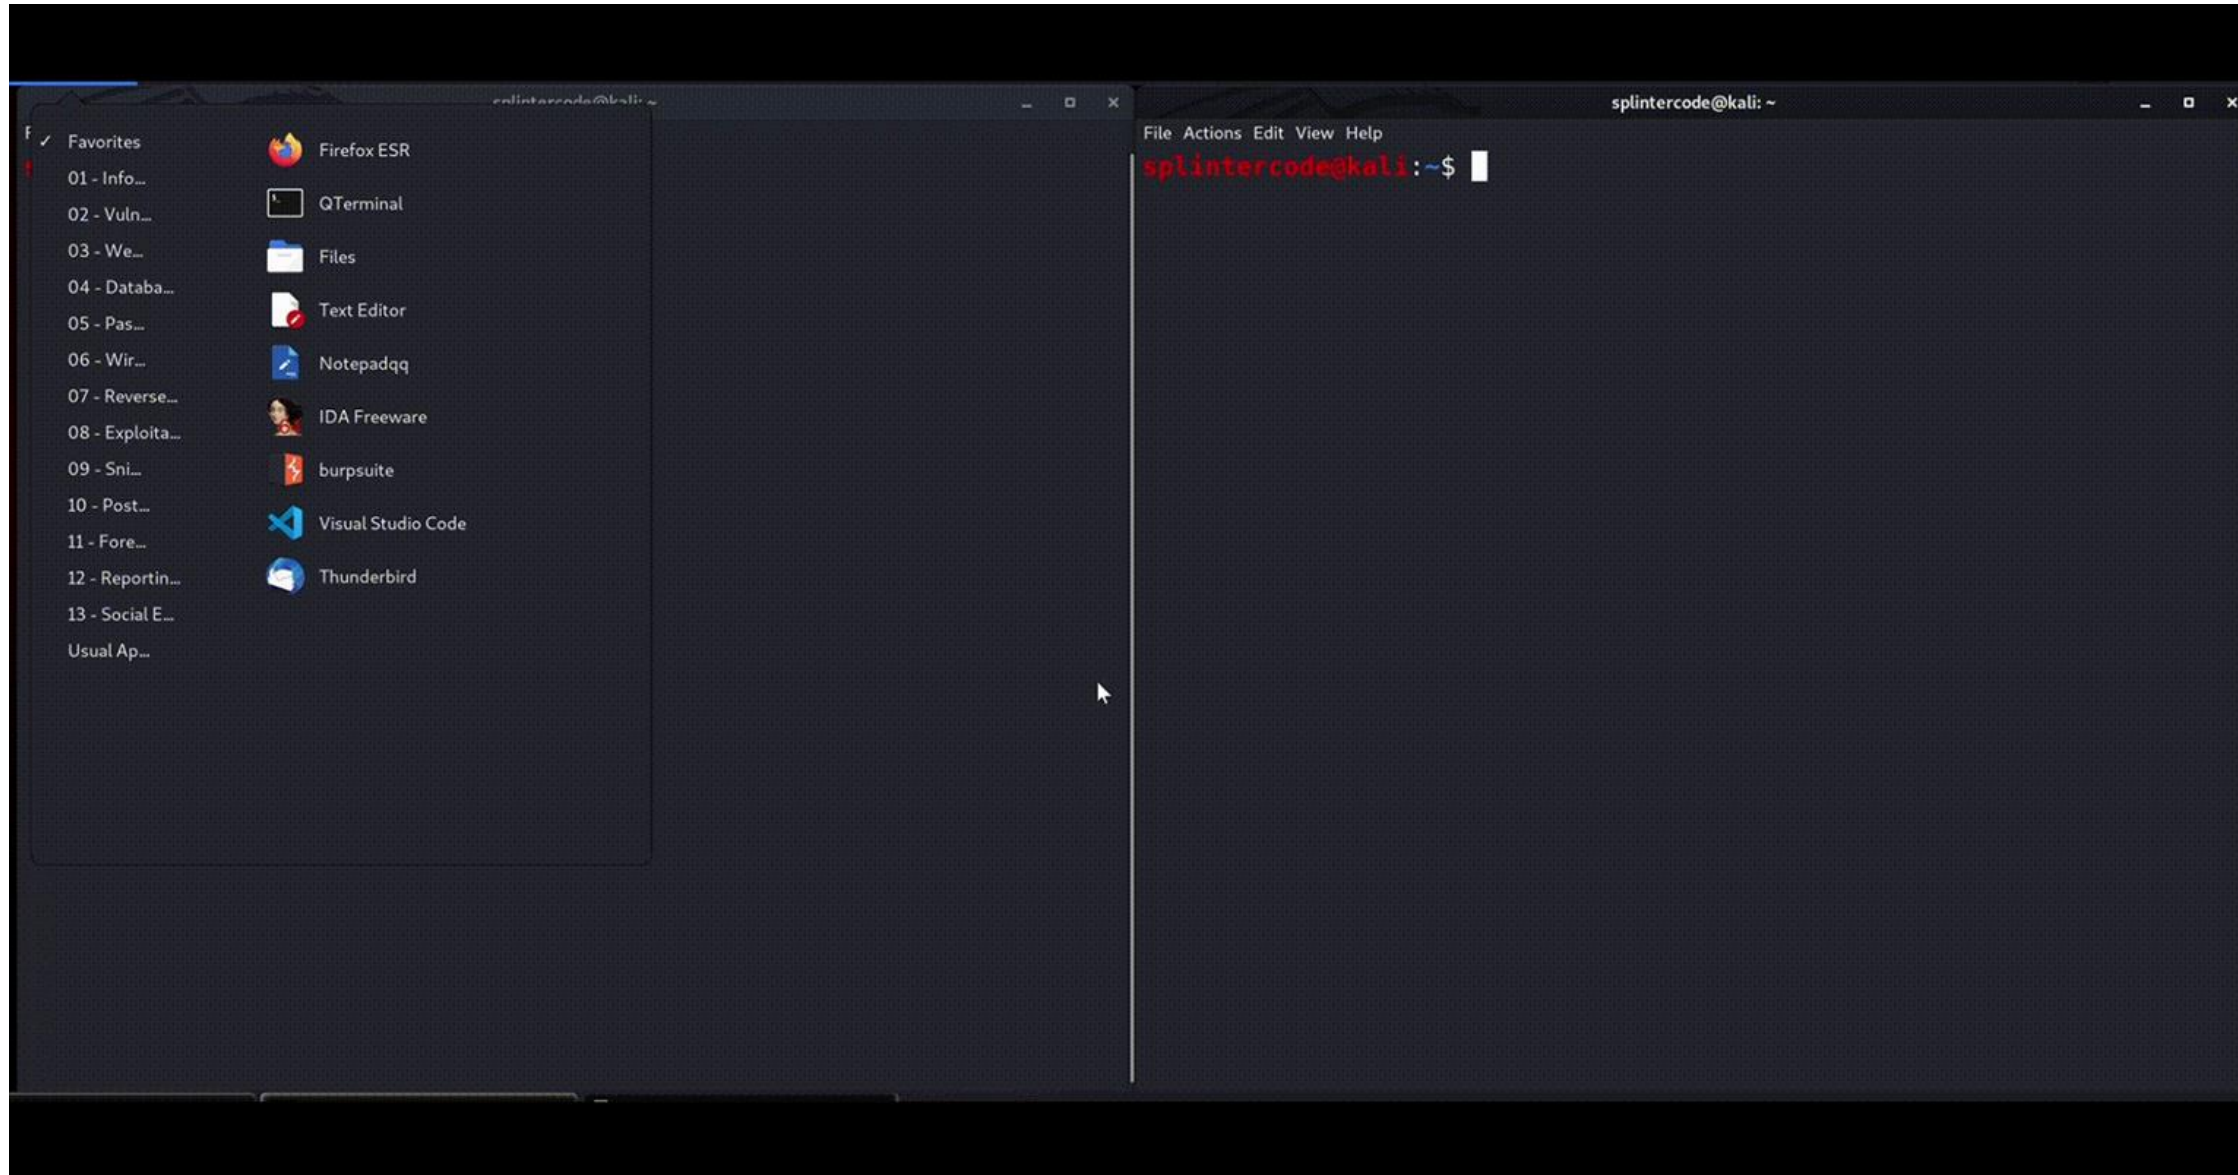 splintercode@kali: ~
F
✓ Favorites
01 - Info...
02 - Vuln...
03 - We...
04 - Databa...
05 - Pas...
06 - Wir...
07 - Reverse...
08 - Exploita...
09 - Sni...
10 - Post...
11 - Fore...
12 - Reportin...
13 - Social E...
Usual Ap...
Firefox ESR
QTerminal
Files
Text Editor
Notepadqq
IDA Freeware
burpsuite
Visual Studio Code
Thunderbird
splintercode@kali: ~
File Actions Edit View Help
splintercode@kali:~$